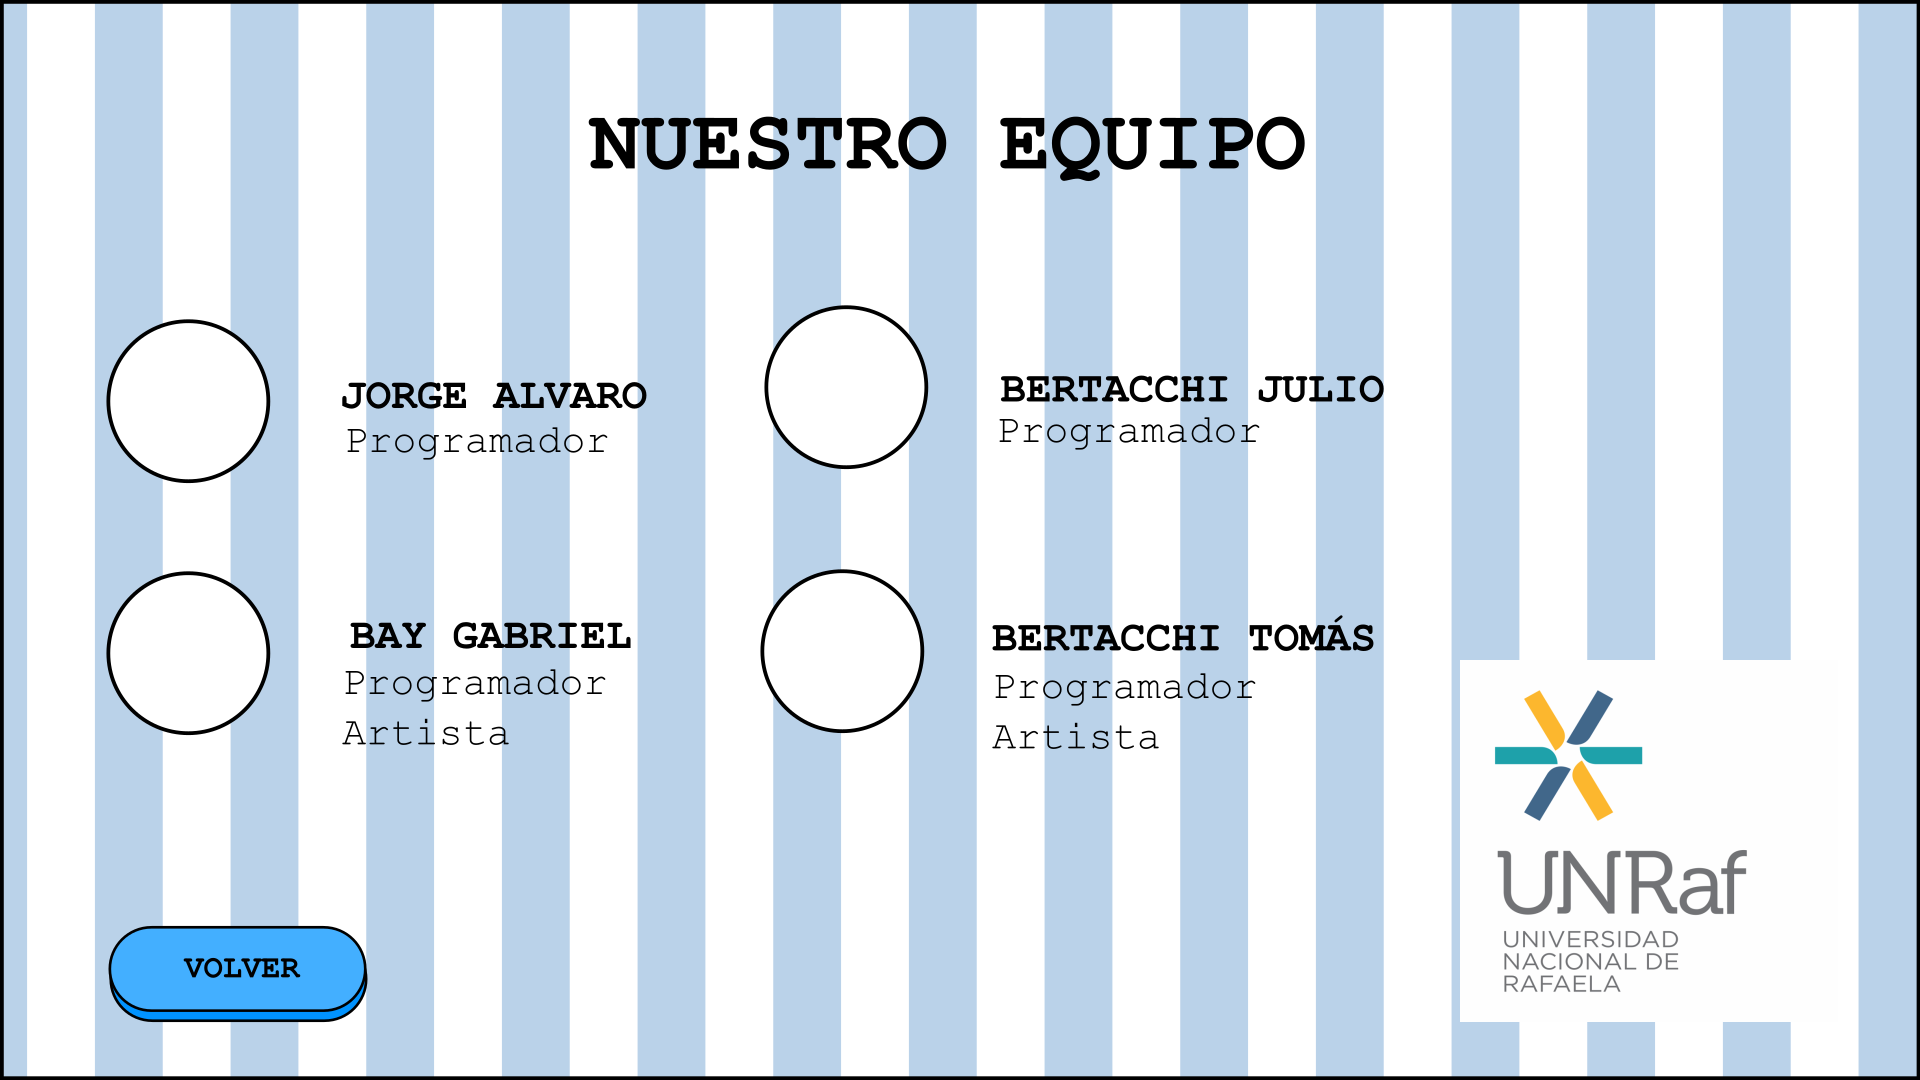 NUESTRO EQUIPO
JORGE ALVARO
Programador
BERTACCHI JULIO
Programador
BAY GABRIEL
Programador
Artista
BERTACCHI TOMÁS
Programador
Artista
VOLVER
UNRaf
UNIVERSIDAD
NACIONAL DE
RAFAELA